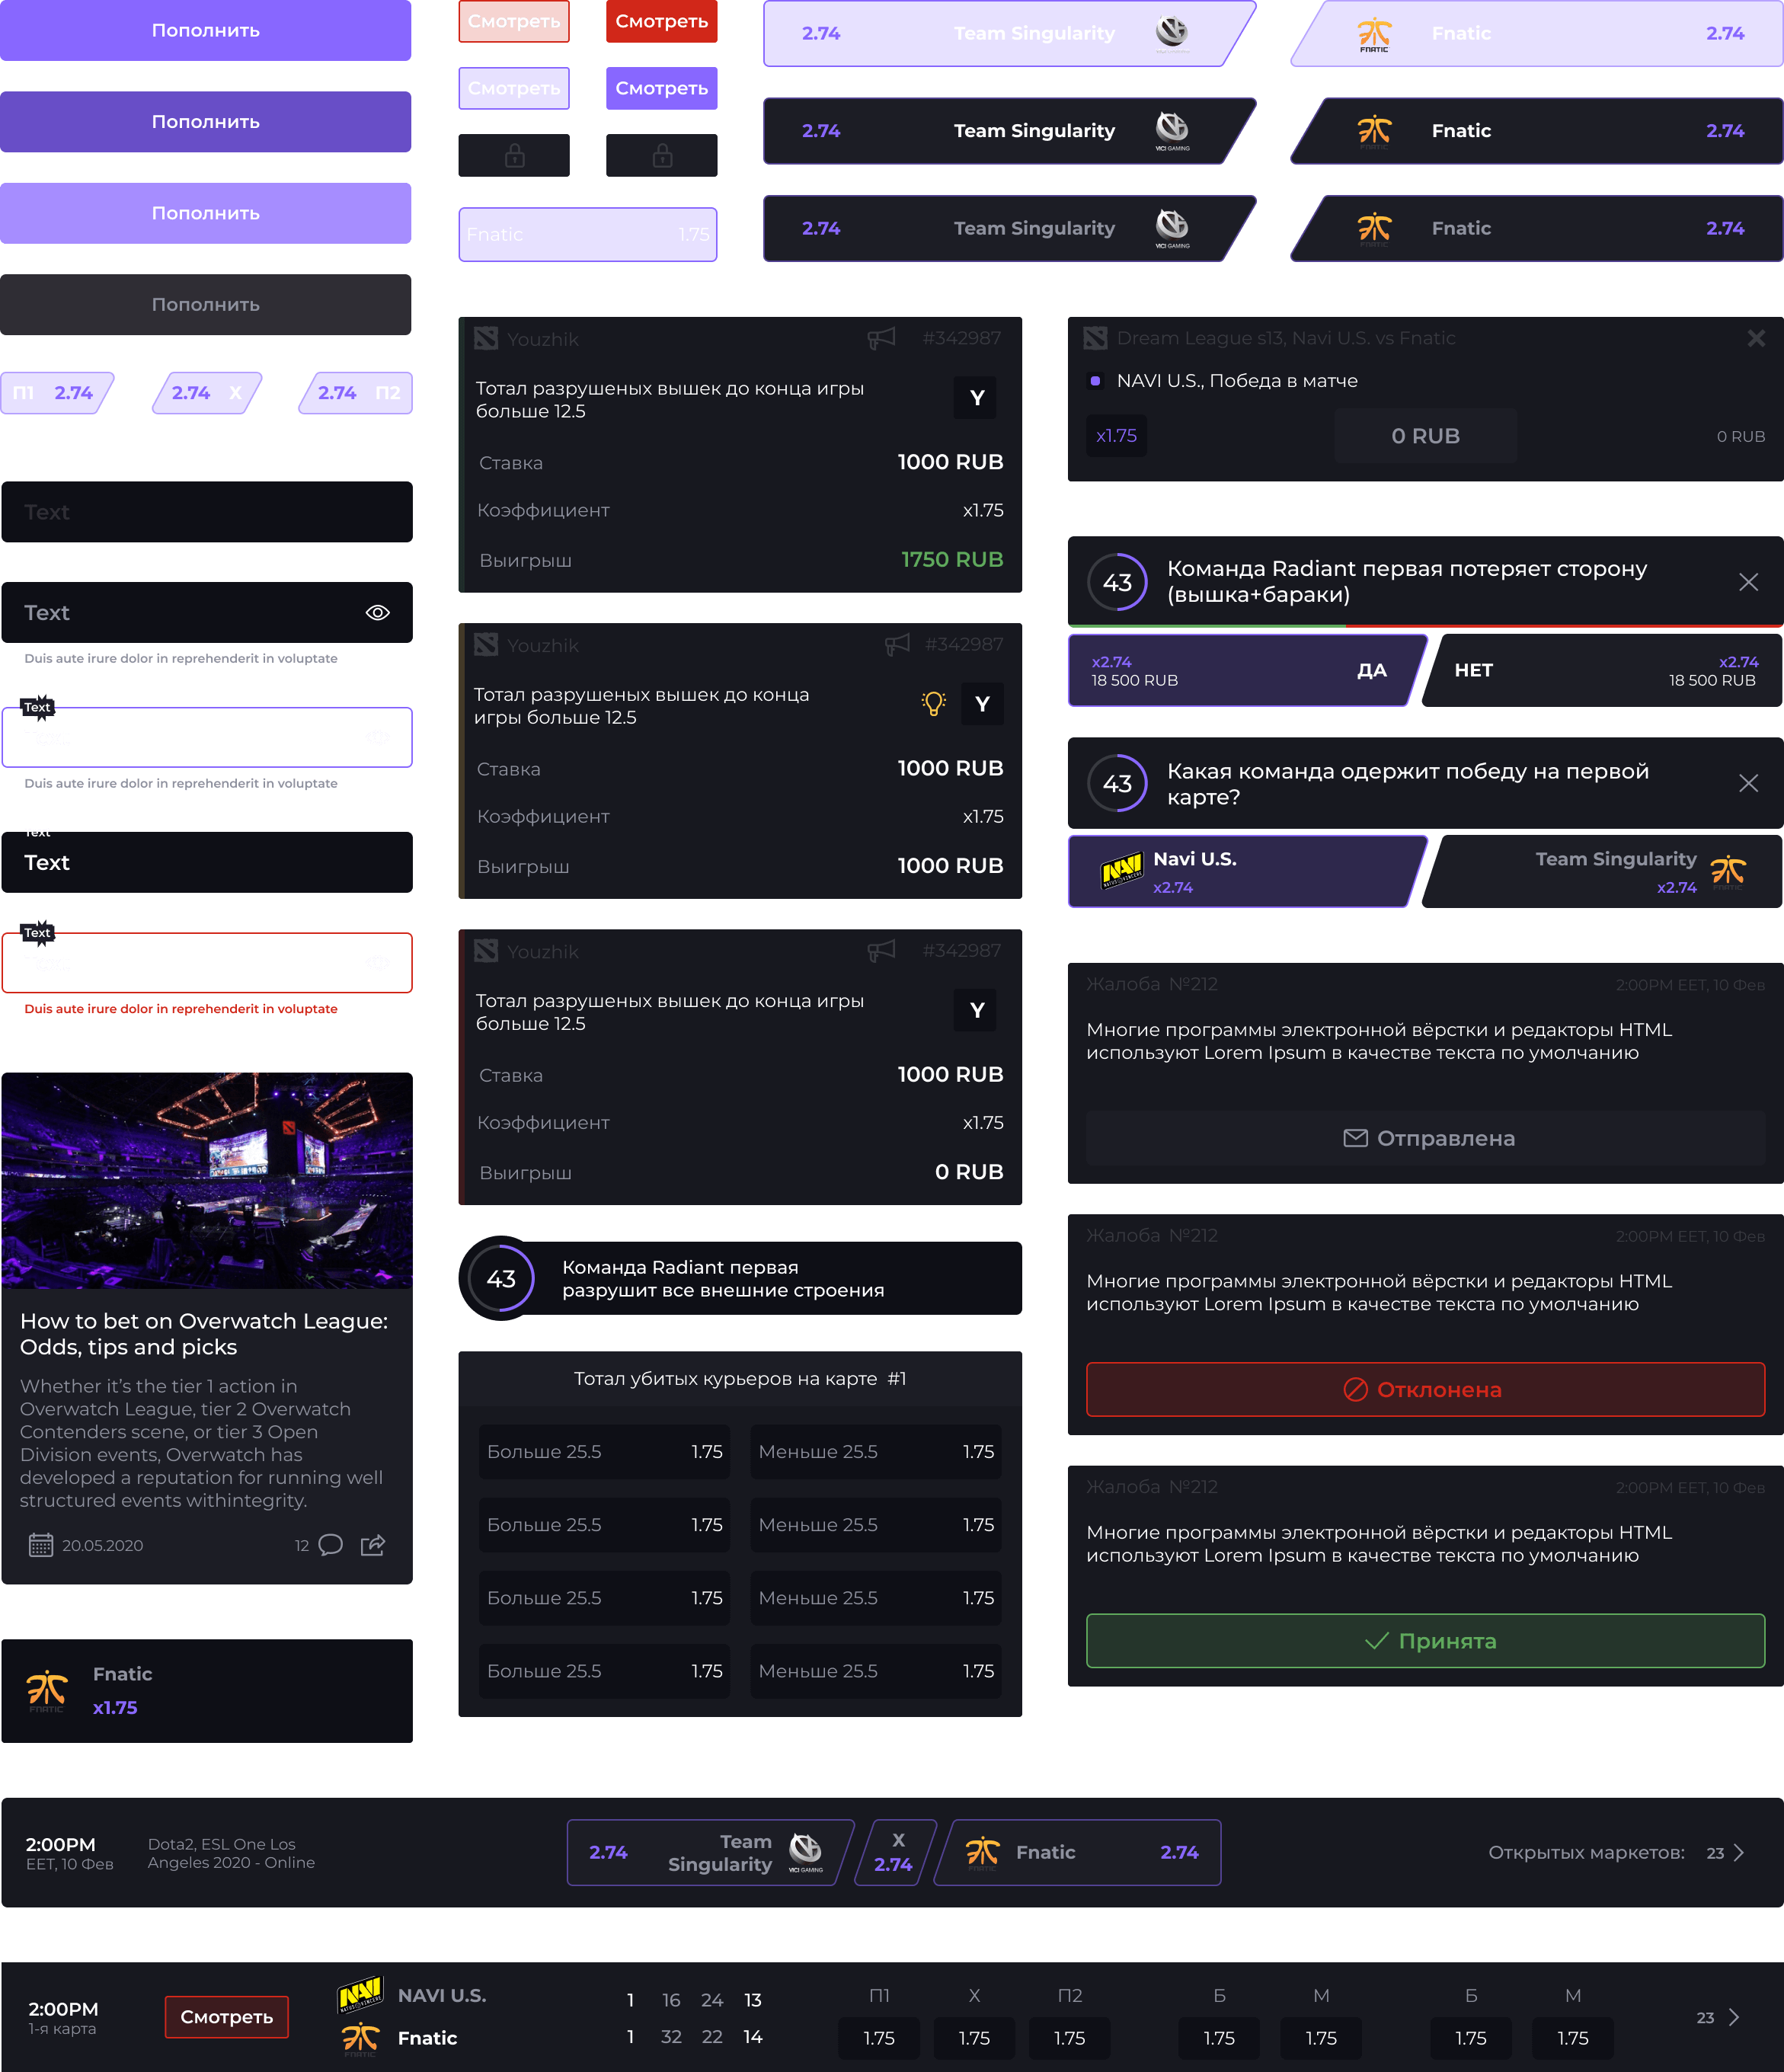 Пополнить
Пополнить
Пополнить
Пополнить
П1 2.74
2.74 X
2.74 П2
Text
Text
Duis aute irure dolor in reprehenderit in voluptate
Text
Duis aute irure dolor in reprehenderit in voluptate
Text
Text
Text
Duis aute irure dolor in reprehenderit in voluptate
How to bet on Overwatch League:
Odds, tips and picks
Whether it’s the tier 1 action in
Overwatch League, tier 2 Overwatch
Contenders scene, or tier 3 Open
Division events, Overwatch has
developed a reputation for running well
structured events withintegrity.
20.05.2020 12
FNATIC
Fnatic
x1.75
Смотреть Смотреть
Смотреть Смотреть
Fnatic 1.75
2.74 Team Singularity
FNATIC Fnatic 2.74
2.74 Team Singularity VICI GAMING
FNATIC Fnatic 2.74
2.74 Team Singularity VICI GAMING
FNATIC Fnatic 2.74
Youzhik #342987
Тотал разрушеных вышек до конца игры
больше 12.5
Y
Ставка 1000 RUB
Коэффициент x1.75
Выигрыш 1750 RUB
Youzhik #342987
Тотал разрушеных вышек до конца
игры больше 12.5
Y
Ставка 1000 RUB
Коэффициент x1.75
Выигрыш 1000 RUB
Youzhik #342987
Тотал разрушеных вышек до конца игры
больше 12.5
Y
Ставка 1000 RUB
Коэффициент x1.75
Выигрыш 0 RUB
43
Команда Radiant первая
разрушит все внешние строения
Тотал убитых курьеров на карте #1
Больше 25.5 1.75 Меньше 25.5 1.75
Больше 25.5 1.75 Меньше 25.5 1.75
Больше 25.5 1.75 Меньше 25.5 1.75
Больше 25.5 1.75 Меньше 25.5 1.75
Dream League s13, Navi U.S. vs Fnatic
NAVI U.S., Победа в матче
x1.75 0 RUB 0 RUB
43
Команда Radiant первая потеряет сторону
(вышка+бараки)
x2.74
18 500 RUB
ДА
НЕТ
x2.74
18 500 RUB
43
Какая команда одержит победу на первой
карте?
NAVI
Navi U.S.
x2.74
Team Singularity
x2.74
FNATIC
Жалоба №212 2:00PM EET, 10 Фев
Многие программы электронной вёрстки и редакторы HTML
используют Lorem Ipsum в качестве текста по умолчанию
Отправлена
Жалоба №212 2:00PM EET, 10 Фев
Многие программы электронной вёрстки и редакторы HTML
используют Lorem Ipsum в качестве текста по умолчанию
Отклонена
Жалоба №212 2:00PM EET, 10 Фев
Многие программы электронной вёрстки и редакторы HTML
используют Lorem Ipsum в качестве текста по умолчанию
Принята
2:00PM
EET, 10 Фев
Dota2, ESL One Los
Angeles 2020 - Online
2.74
Team
Singularity
VICI GAMING
X
2.74
FNATIC
Fnatic 2.74
Открытых маркетов: 23
2:00PM
1-я карта
Смотреть
NAVI
NAVI U.S. 1 16 24 13
FNATIC
Fnatic 1 32 22 14
П1 X П2 Б М Б М
1.75 1.75 1.75 1.75 1.75 1.75 1.75
23